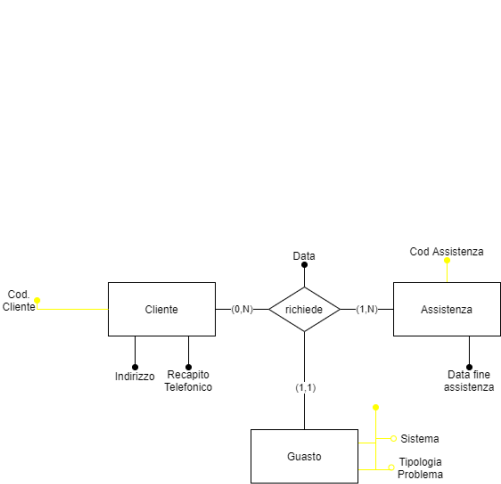 Cod Assistenza
Data
Cod.
Cliente
Cliente
(0,N)
richiede
(1,N)
Assistenza
Indirizzo
Recapito
Telefonico
Data fine
assistenza
(1,1)
Guasto
Sistema
Tipologia
Problema